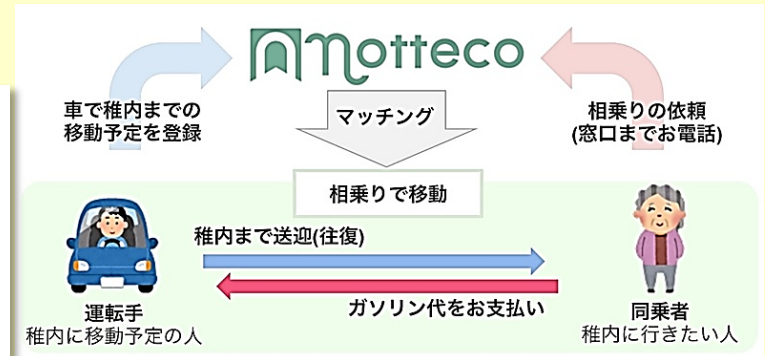 motteco
車で稚内までの
移動予定を登録
マッチング
相乗りの依頼
(窓口までお電話)
相乗りで移動
稚内まで送迎(往復)
ガソリン代をお支払い
運転手
稚内に移動予定の人
同乗者
稚内に行きたい人